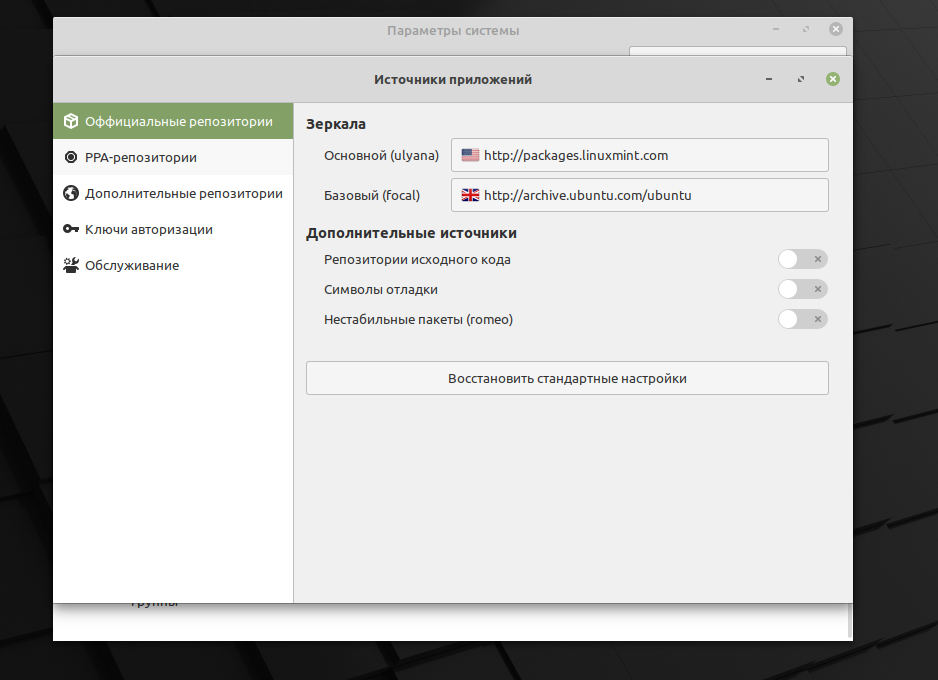 Параметры системы
Источники приложений
Оффициальные репозитории
PPA-репозитории
Дополнительные репозитории
Ключи авторизации
Обслуживание
Зеркала
Основной (ulyana)
http://packages.linuxmint.com
Базовый (focal)
http://archive.ubuntu.com/ubuntu
Дополнительные источники
Репозитории исходного кода
Символы отладки
Нестабильные пакеты (romeo)
Восстановить стандартные настройки